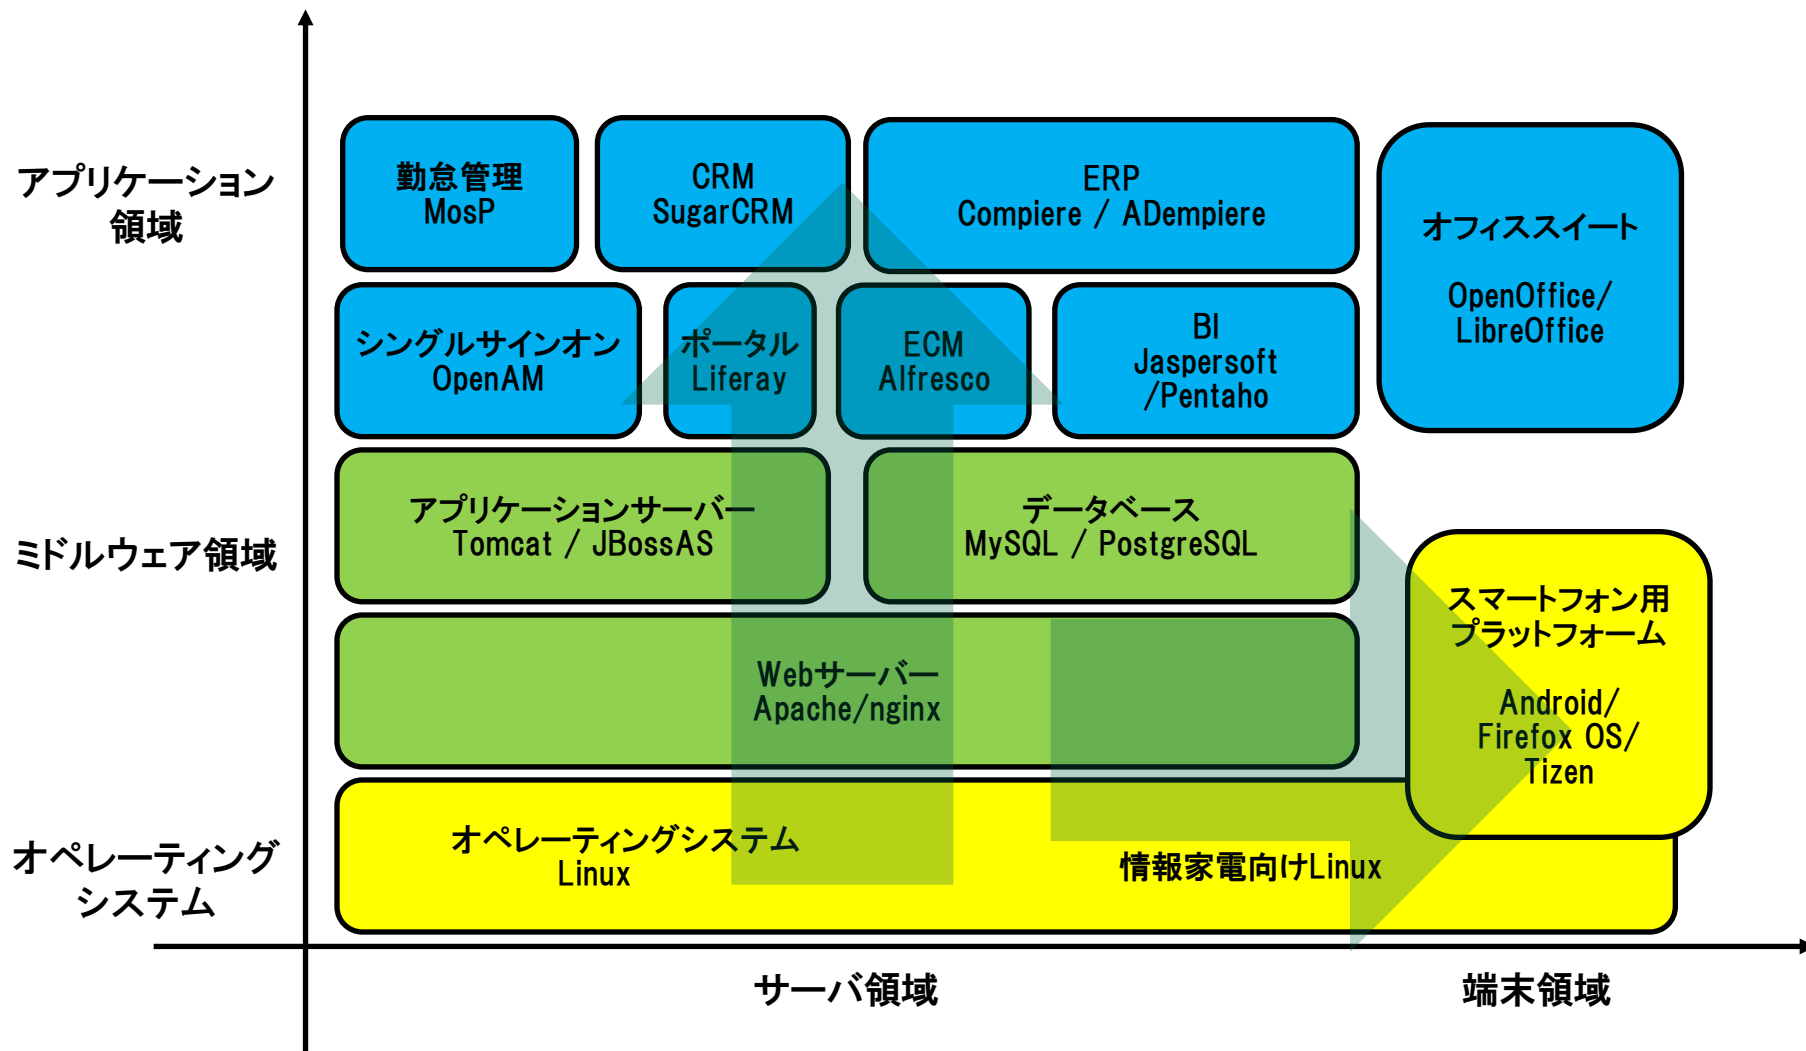 アプリケーション
領域
勤怠管理
MosP
CRM
SugarCRM
ERP
Compiere / ADempiere
オフィススイート
OpenOffice/
LibreOffice
シングルサインオン
OpenAM
ポータル
Liferay
ECM
Alfresco
BI
Jaspersoft
/Pentaho
ミドルウェア領域
アプリケーションサーバー
Tomcat / JBossAS
データベース
MySQL / PostgreSQL
スマートフォン用
プラットフォーム
Android/
Firefox OS/
Tizen
Webサーバー
Apache/nginx
オペレーティング
システム
オペレーティングシステム
Linux
情報家電向けLinux
サーバ領域
端末領域